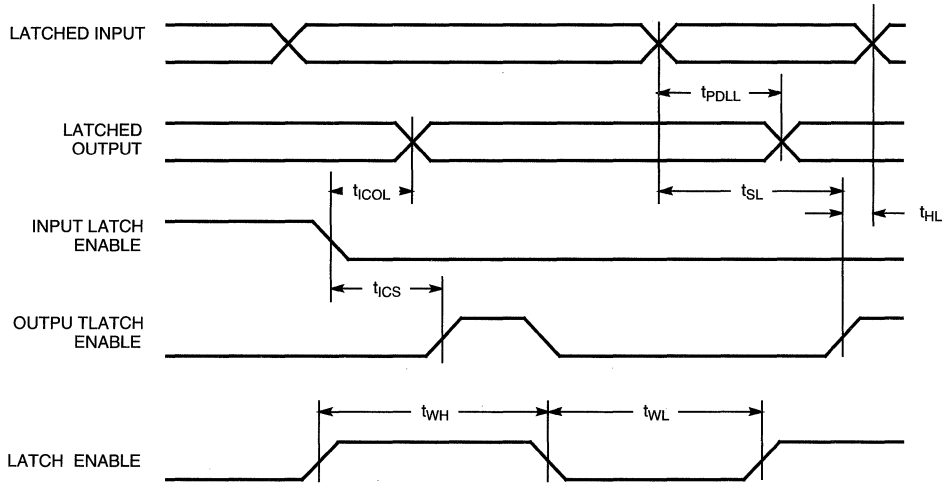 LATCHED INPUT
tPDLL
LATCHED
OUTPUT
tICOL
tSL
tHL
INPUT LATCH
ENABLE
tICS
OUTPU TLATCH
ENABLE
tWH
tWL
LATCH ENABLE